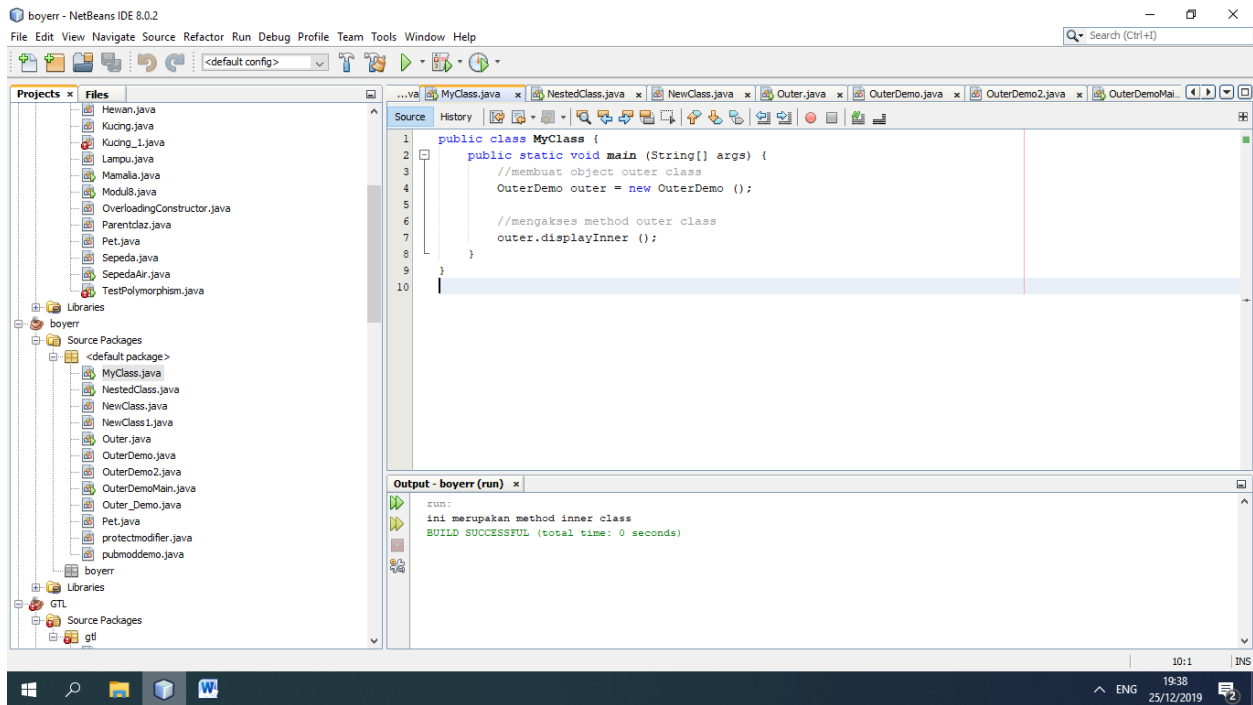 boyerr - NetBeans IDE 8.0.2
File Edit View Navigate Source Refactor Run Debug Profile Team Tools Window Help
Search (Ctrl+I)
<default config>
Projects x Files
Hewan.java
Kucing.java
Kucing_1.java
Lampu.java
Mamalia.java
Modul8.java
OverloadingConstructor.java
Parentclaz.java
Pet.java
Sepeda.java
SepedaAir.java
TestPolymorphism.java
Libraries
boyerr
Source Packages
<default package>
MyClass.java
NestedClass.java
NewClass.java
NewClass1.java
Outer.java
OuterDemo.java
OuterDemo2.java
OuterDemoMain.java
Outer_Demo.java
Pet.java
protectmodifier.java
pubmoddemo.java
boyerr
Libraries
GTL
Source Packages
gtl
...va MyClass.java x NestedClass.java x NewClass.java x Outer.java x OuterDemo.java x OuterDemo2.java x OuterDemoMai..
Source History
1 public class MyClass {
2 public static void main (String[] args) {
3 //membuat object outer class
4 OuterDemo outer = new OuterDemo ();
5
6 //mengakses method outer class
7 outer.displayInner ();
8 }
9 }
10
Output - boyerr (run) x
run:
ini merupakan method inner class
BUILD SUCCESSFUL (total time: 0 seconds)
10:1 INS
W
ENG
19:38
25/12/2019
2